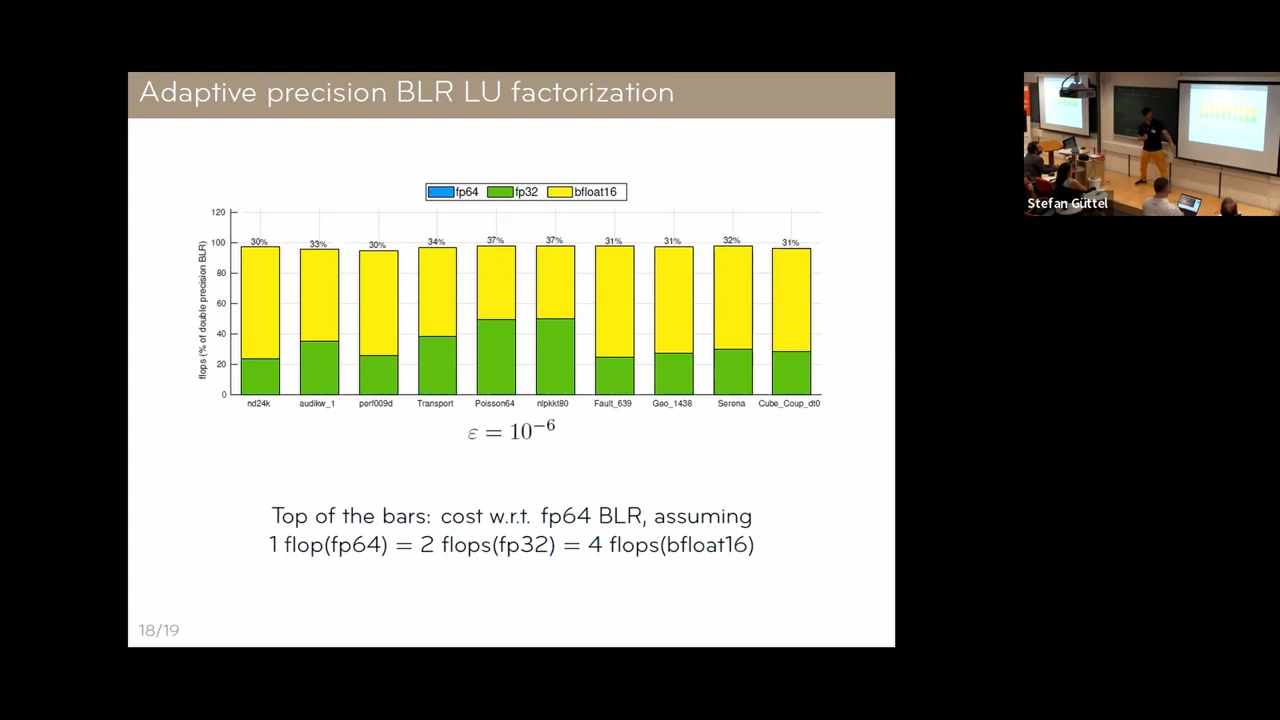 Adaptive precision BLR LU factorization
fp64 fp32 bfloat16
flops (% of double precision BLR)
120
100
80
60
40
20
0
30% 33% 30% 34% 37% 37% 31% 31% 32% 31%
nd24k audikw_1 perf009d Transport Poisson64 nlpkkt80 Fault_639 Geo_1438 Serena Cube_Coup_dt0
ε = 10⁻⁶
Top of the bars: cost w.r.t. fp64 BLR, assuming
1 flop(fp64) = 2 flops(fp32) = 4 flops(bfloat16)
18/19
Stefan Güttel